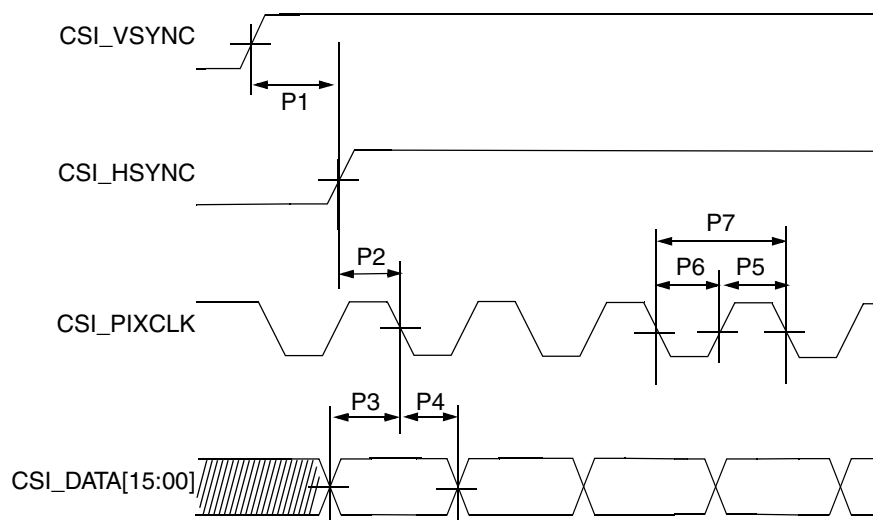 CSI_VSYNC
P1
CSI_HSYNC
P7
P2
P6
P5
CSI_PIXCLK
P3
P4
CSI_DATA[15:00]